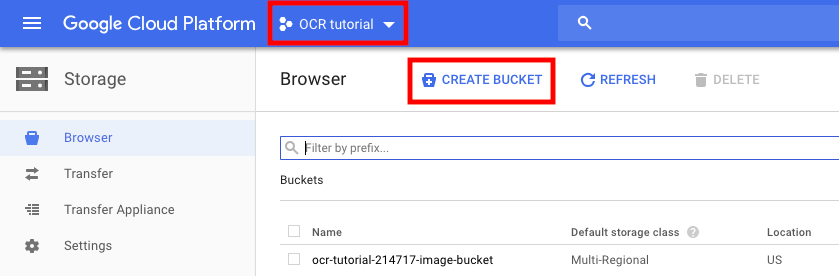 Google Cloud Platform OCR tutorial
Storage
Browser CREATE BUCKET REFRESH DELETE
Browser
Transfer
Transfer Appliance
Settings
Filter by prefix...
Buckets
Name Default storage class ? Location
ocr-tutorial-214717-image-bucket Multi-Regional US